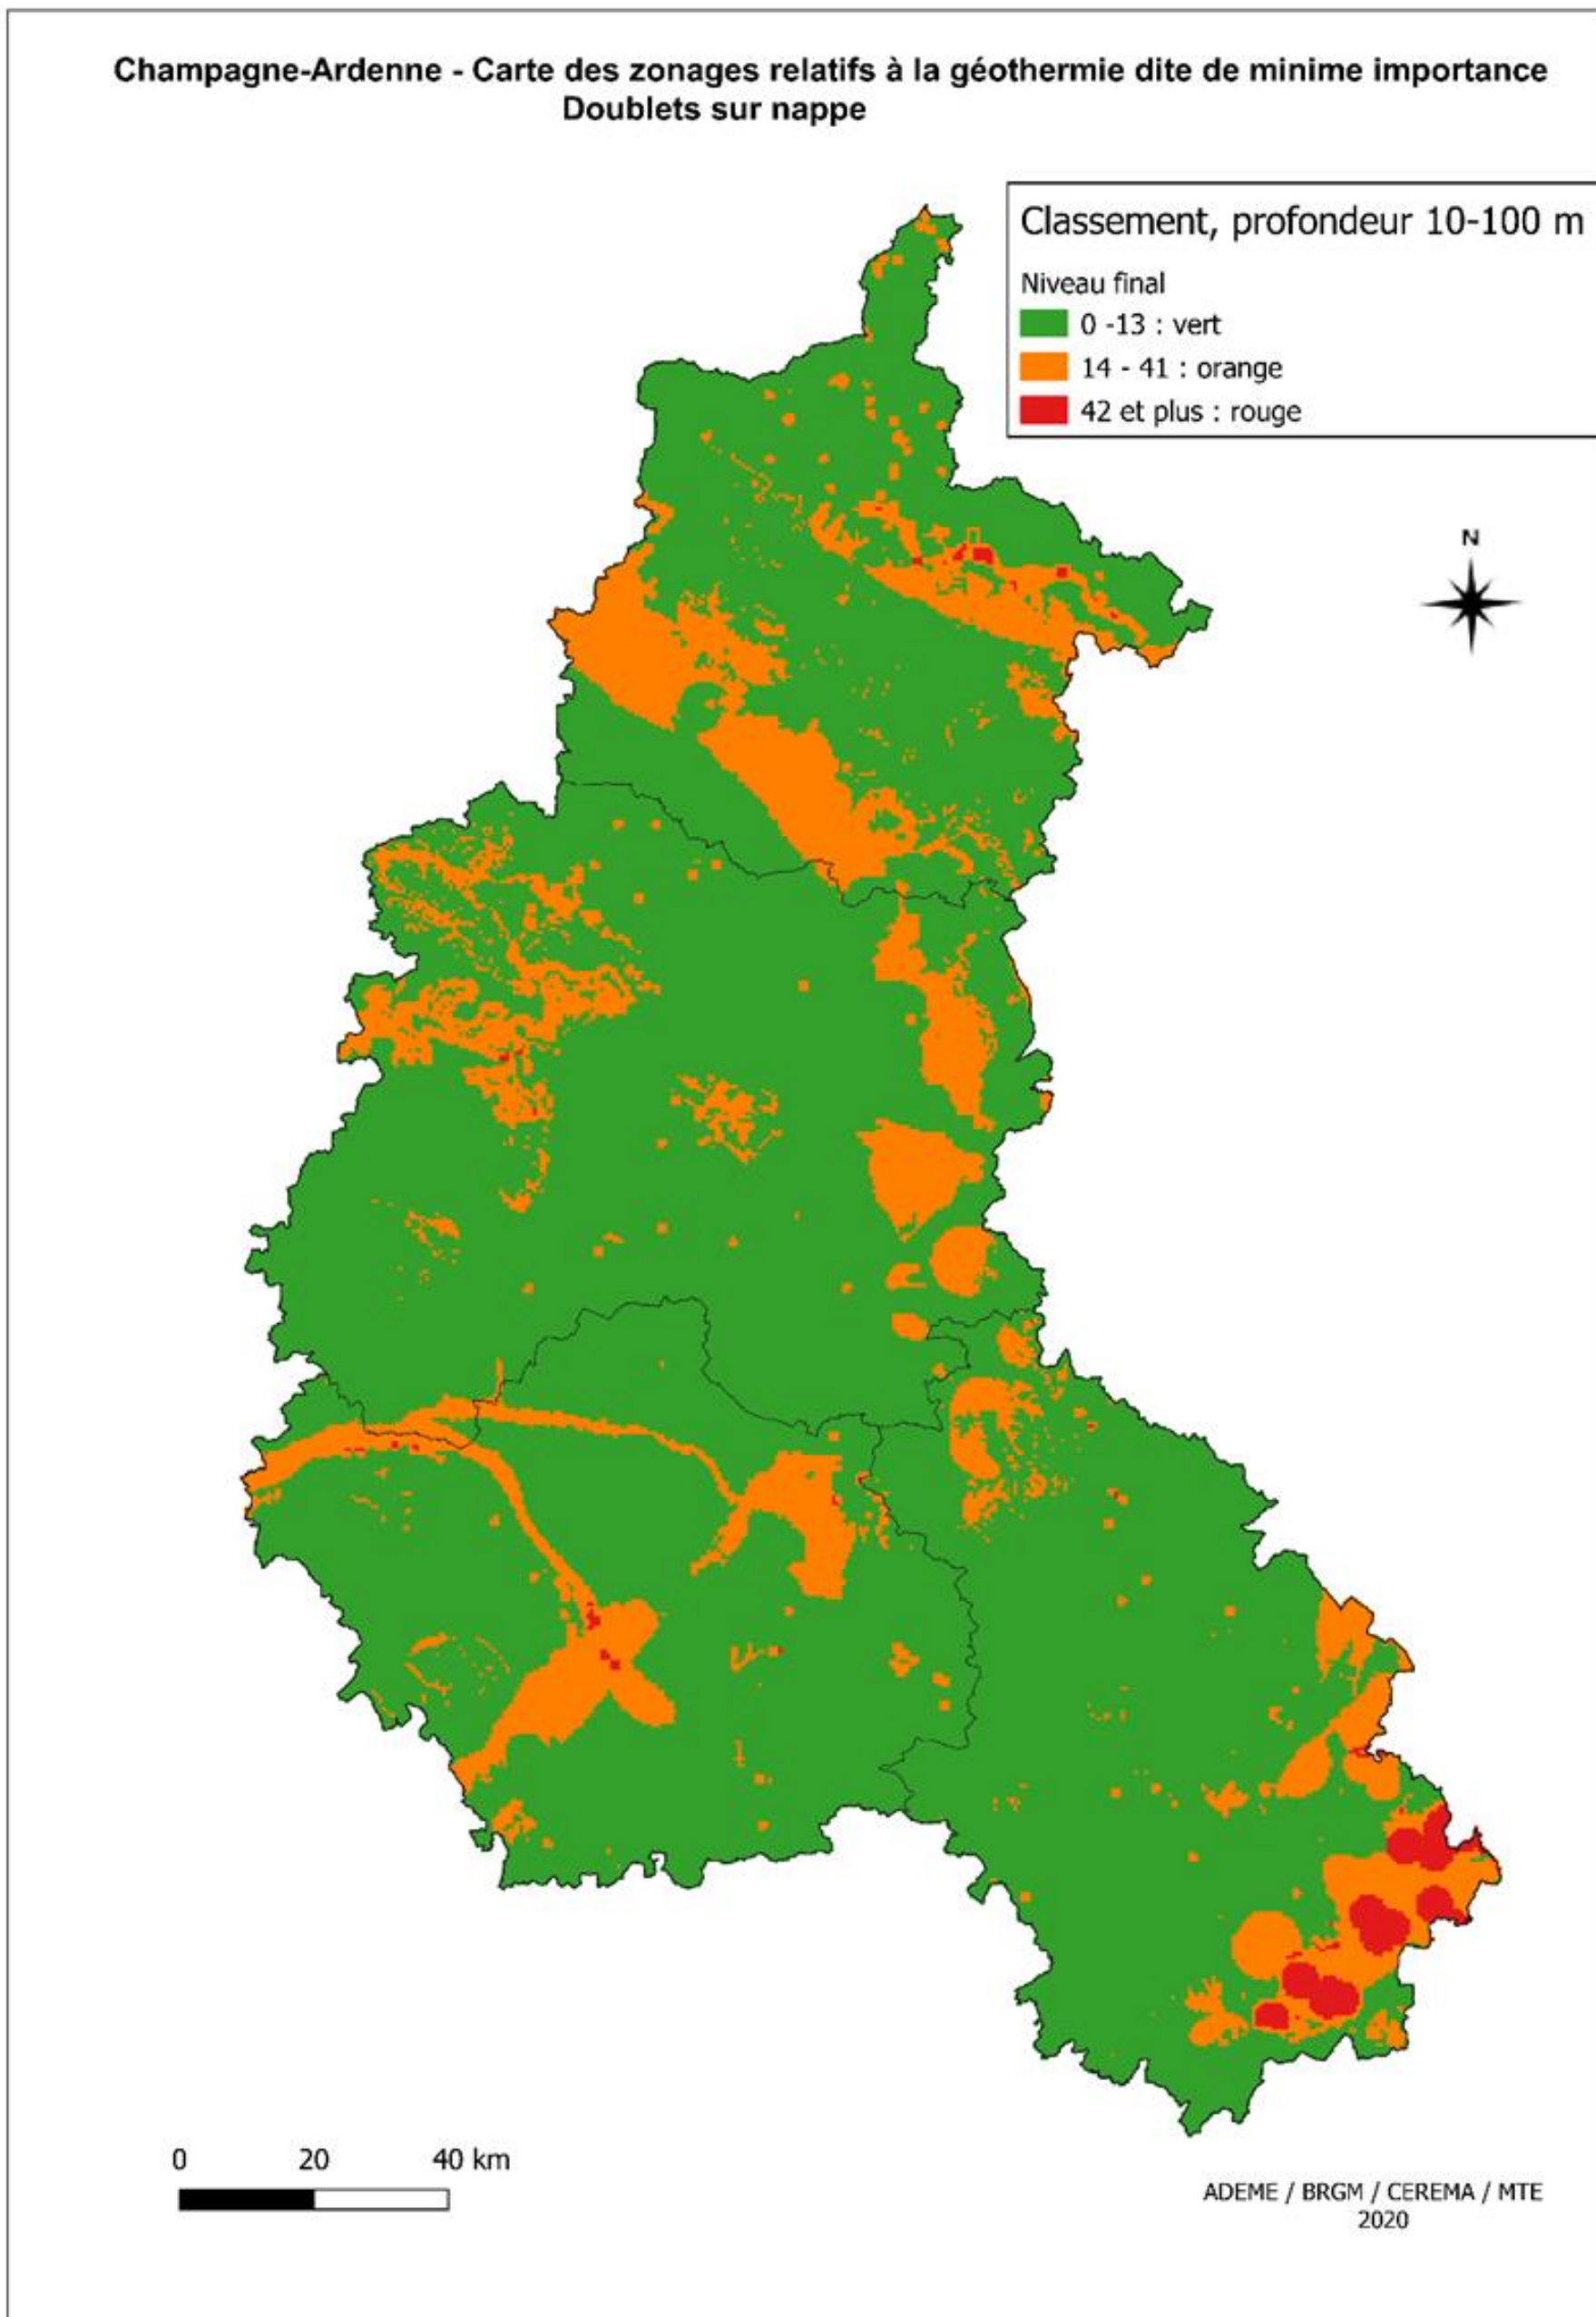 Champagne-Ardenne - Carte des zonages relatifs à la géothermie dite de minime importance
Doublets sur nappe
Classement, profondeur 10-100 m
Niveau final
0 -13 : vert
14 - 41 : orange
42 et plus : rouge
N
0 20 40 km
ADEME / BRGM / CEREMA / MTE
2020